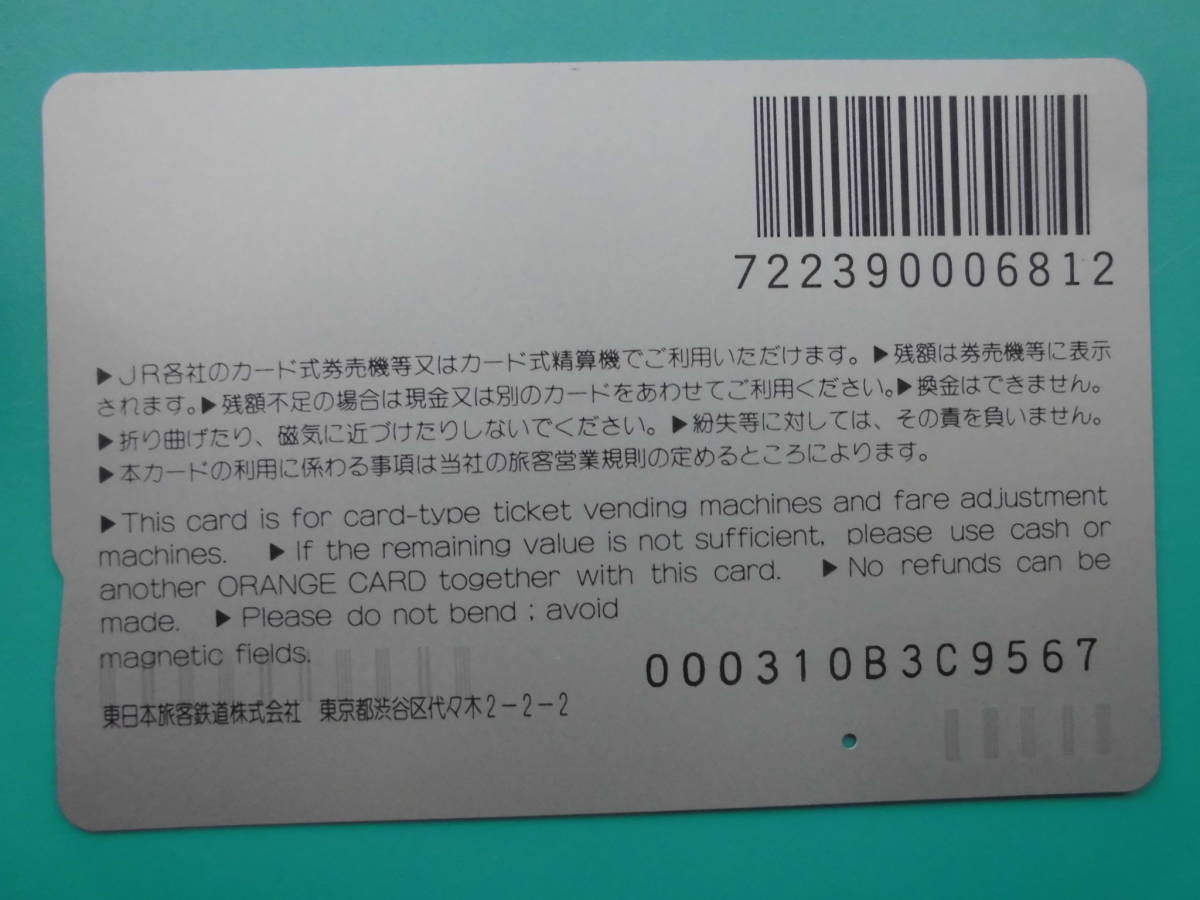 722390006812
▶JR各社のカード式券売機等又はカード式精算機でご利用いただけます。▶残額は券売機等に表示
されます。▶残額不足の場合は現金又は別のカードをあわせてご利用ください。▶換金はできません。
▶折り曲げたり、磁気に近づけたりしないでください。▶紛失等に対しては、その責を負いません。
▶本カードの利用に係わる事項は当社の旅客営業規則の定めるところによります。
▶This card is for card-type ticket vending machines and fare adjustment
machines. ▶If the remaining value is not sufficient, please use cash or
another ORANGE CARD together with this card. ▶No refunds can be
made. ▶Please do not bend ; avoid
magnetic fields.
000310B3C9567
東日本旅客鉄道株式会社 東京都渋谷区代々木2-2-2